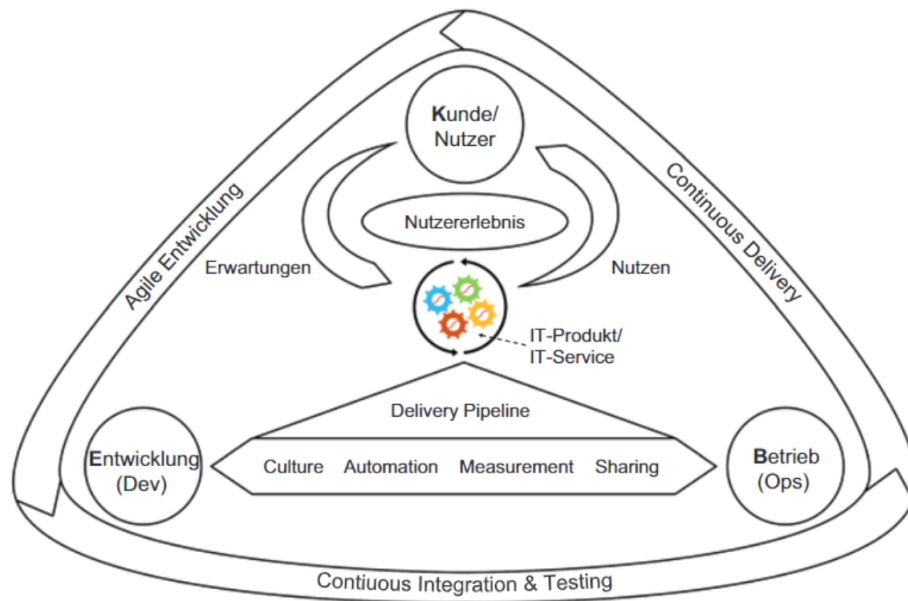 Kunde/
Nutzer
Agile Entwicklung
Continuous Delivery
Nutzererlebnis
Erwartungen
Nutzen
IT-Produkt/
IT-Service
Delivery Pipeline
Entwicklung
(Dev)
Culture Automation Measurement Sharing
Betrieb
(Ops)
Contiuous Integration & Testing